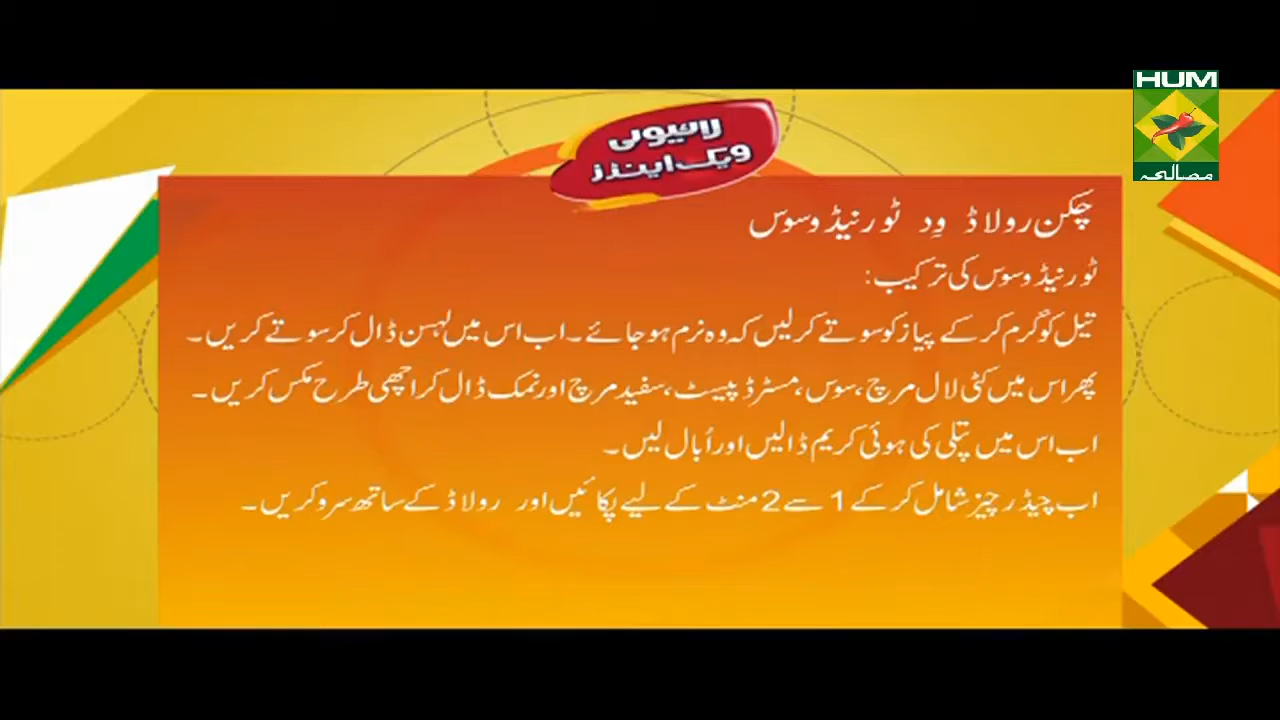 HUM
مصالحہ
لائیولی
ویک اینڈز
چکن رولاڈ وِد ٹورنیڈو سوس
ٹورنیڈو سوس کی ترکیب:
تیل کو گرم کر کے پیاز کو سوتے کر لیں کہ وہ نرم ہو جائے۔ اب اس میں لہسن ڈال کر سوتے کریں۔
پھر اس میں کٹی لال مرچ، سوس، مسٹرڈ پیسٹ، سفید مرچ اور نمک ڈال کر اچھی طرح مکس کریں۔
اب اس میں پتلی کی ہوئی کریم ڈالیں اور اُبال لیں۔
اب چیڈر چیز شامل کر کے 1 سے 2 منٹ کے لیے پکائیں اور رولاڈ کے ساتھ سرو کریں۔